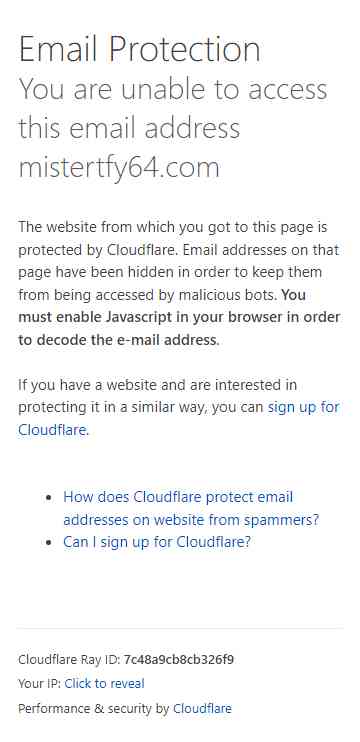 Email Protection
You are unable to access
this email address
mistertfy64.com
The website from which you got to this page is
protected by Cloudflare. Email addresses on that
page have been hidden in order to keep them
from being accessed by malicious bots. You
must enable Javascript in your browser in order
to decode the e-mail address.
If you have a website and are interested in
protecting it in a similar way, you can sign up for
Cloudflare.
• How does Cloudflare protect email
addresses on website from spammers?
• Can I sign up for Cloudflare?
Cloudflare Ray ID: 7c48a9cb8cb326f9
Your IP: Click to reveal
Performance & security by Cloudflare